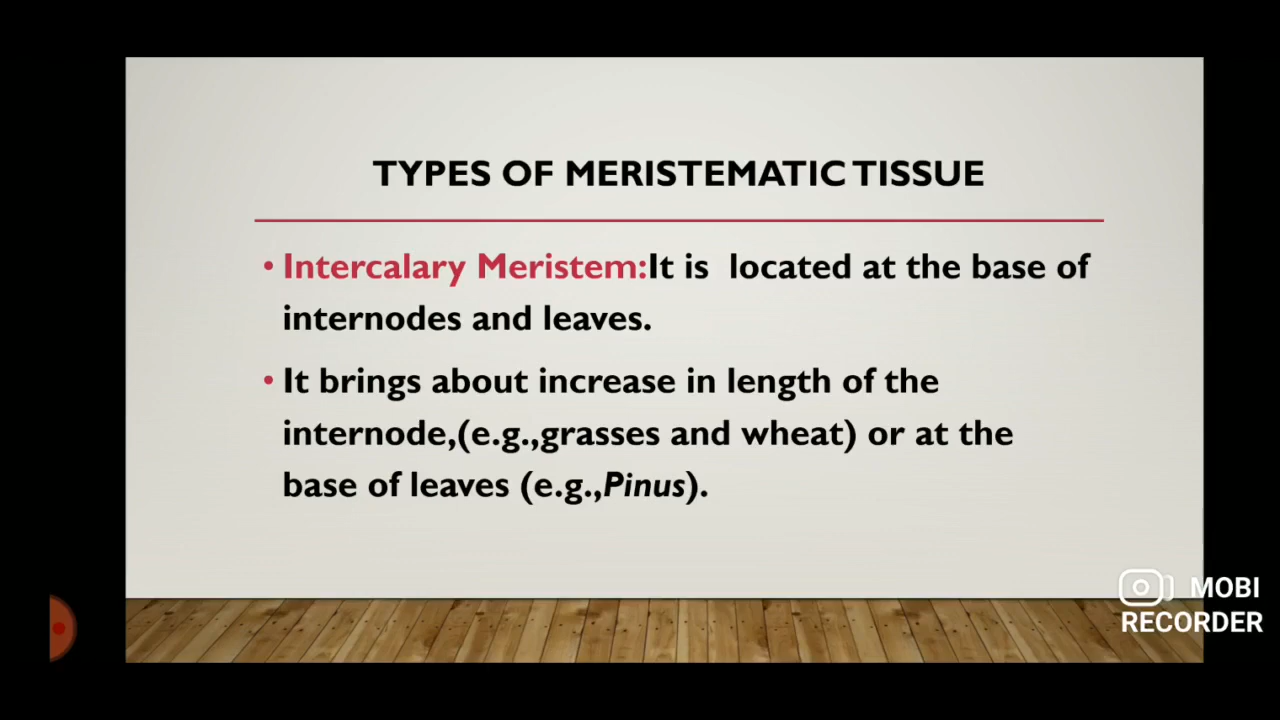 TYPES OF MERISTEMATIC TISSUE
• Intercalary Meristem:It is located at the base of
internodes and leaves.
• It brings about increase in length of the
internode,(e.g.,grasses and wheat) or at the
base of leaves (e.g.,Pinus).
MOBI
RECORDER